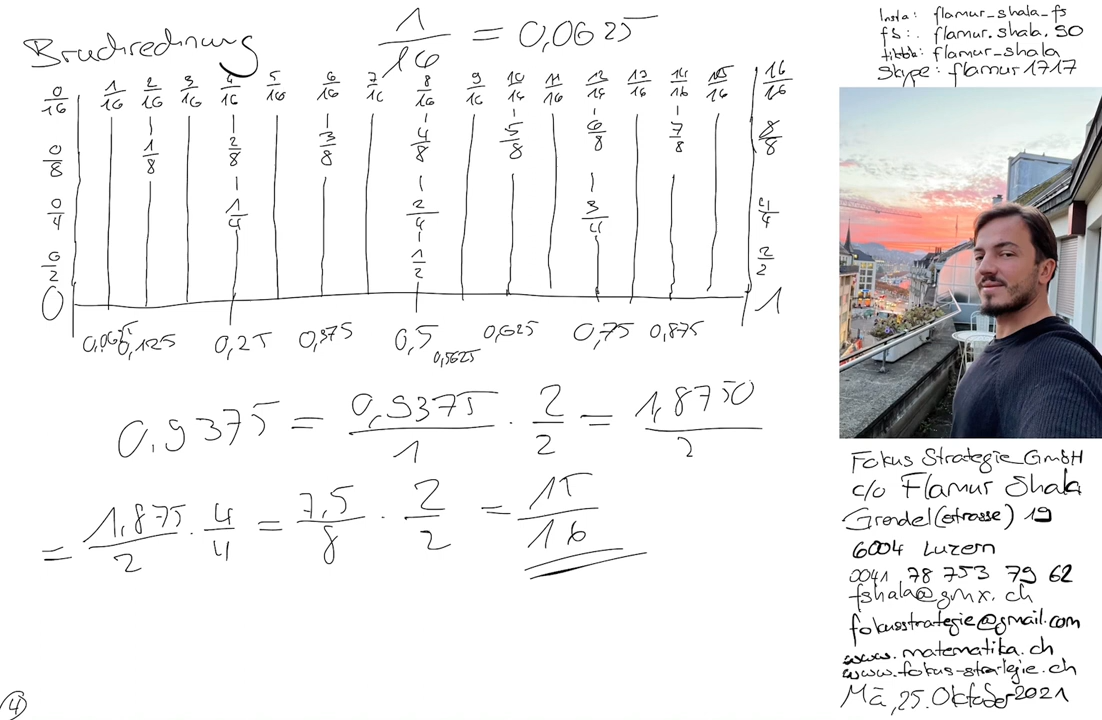 Bruchrechnung
1/16 = 0,0625
0/16 1/16 2/16 3/16 4/16 5/16 6/16 7/16 8/16 9/16 10/16 11/16 12/16 13/16 14/16 15/16 16/16
0/8 1/8 2/8 3/8 4/8 5/8 6/8 7/8 8/8
0/4 1/4 2/4 3/4 4/4
0/2 1/2 2/2
0 1
0,0625 0,125 0,25 0,375 0,5 0,5625 0,625 0,75 0,875
0,9375 = 0,9375/1 · 2/2 = 1,8750/2
= 1,875/2 · 4/4 = 7,5/8 · 2/2 = 15/16
4
Insta: flamur_shala_fs
fb: flamur.shala.90
tiktok: flamur_shala
Skype: flamur1717
Fokus Strategie GmbH
c/o Flamur Shala
Grendel(strasse) 19
6004 Luzern
0041 78 753 79 62
fshala@gmx.ch
fokusstrategie@gmail.com
www.matematika.ch
www.fokus-strategie.ch
Mä, 25. Oktober 2021